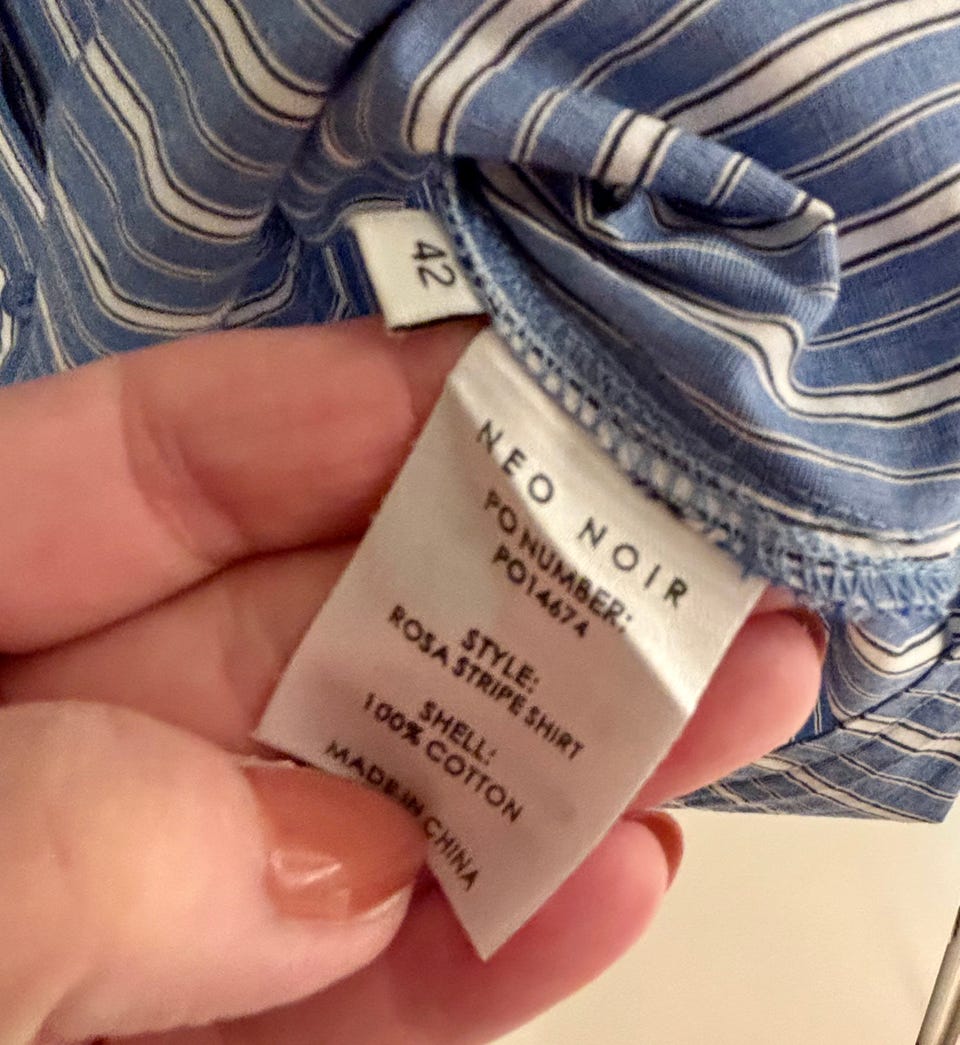 42
NEO NOIR
PO NUMBER:
PO14674
STYLE:
ROSA STRIPE SHIRT
SHELL:
100% COTTON
MADE IN CHINA